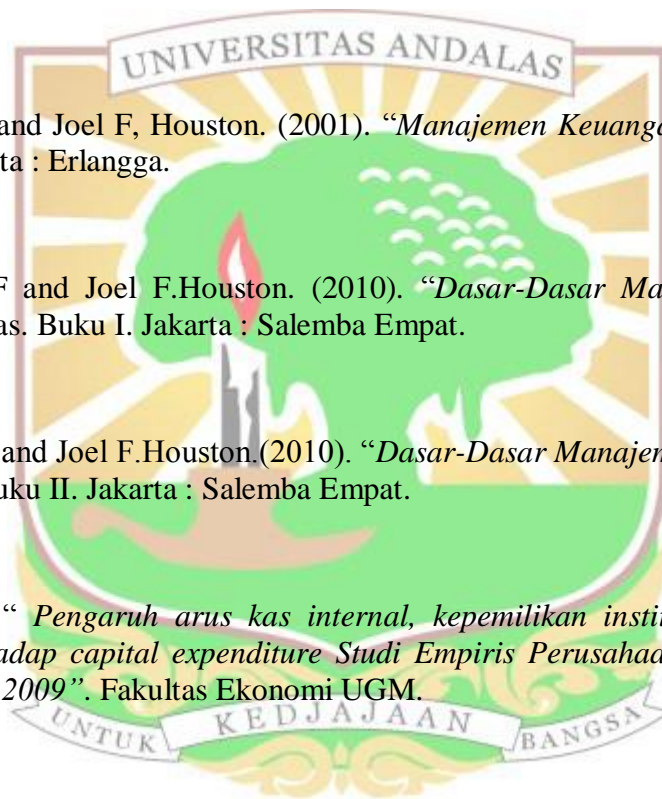 UNIVERSITAS ANDALAS
and Joel F, Houston. (2001). “Manajemen Keuanga
ta : Erlangga.
F and Joel F.Houston. (2010). “Dasar-Dasar Ma
as. Buku I. Jakarta : Salemba Empat.
and Joel F.Houston.(2010). “Dasar-Dasar Manajem
uku II. Jakarta : Salemba Empat.
“ Pengaruh arus kas internal, kepemilikan instit
adap capital expenditure Studi Empiris Perusahad
2009”. Fakultas Ekonomi UGM.
UNTUK KEDJAJAAN BANGSA